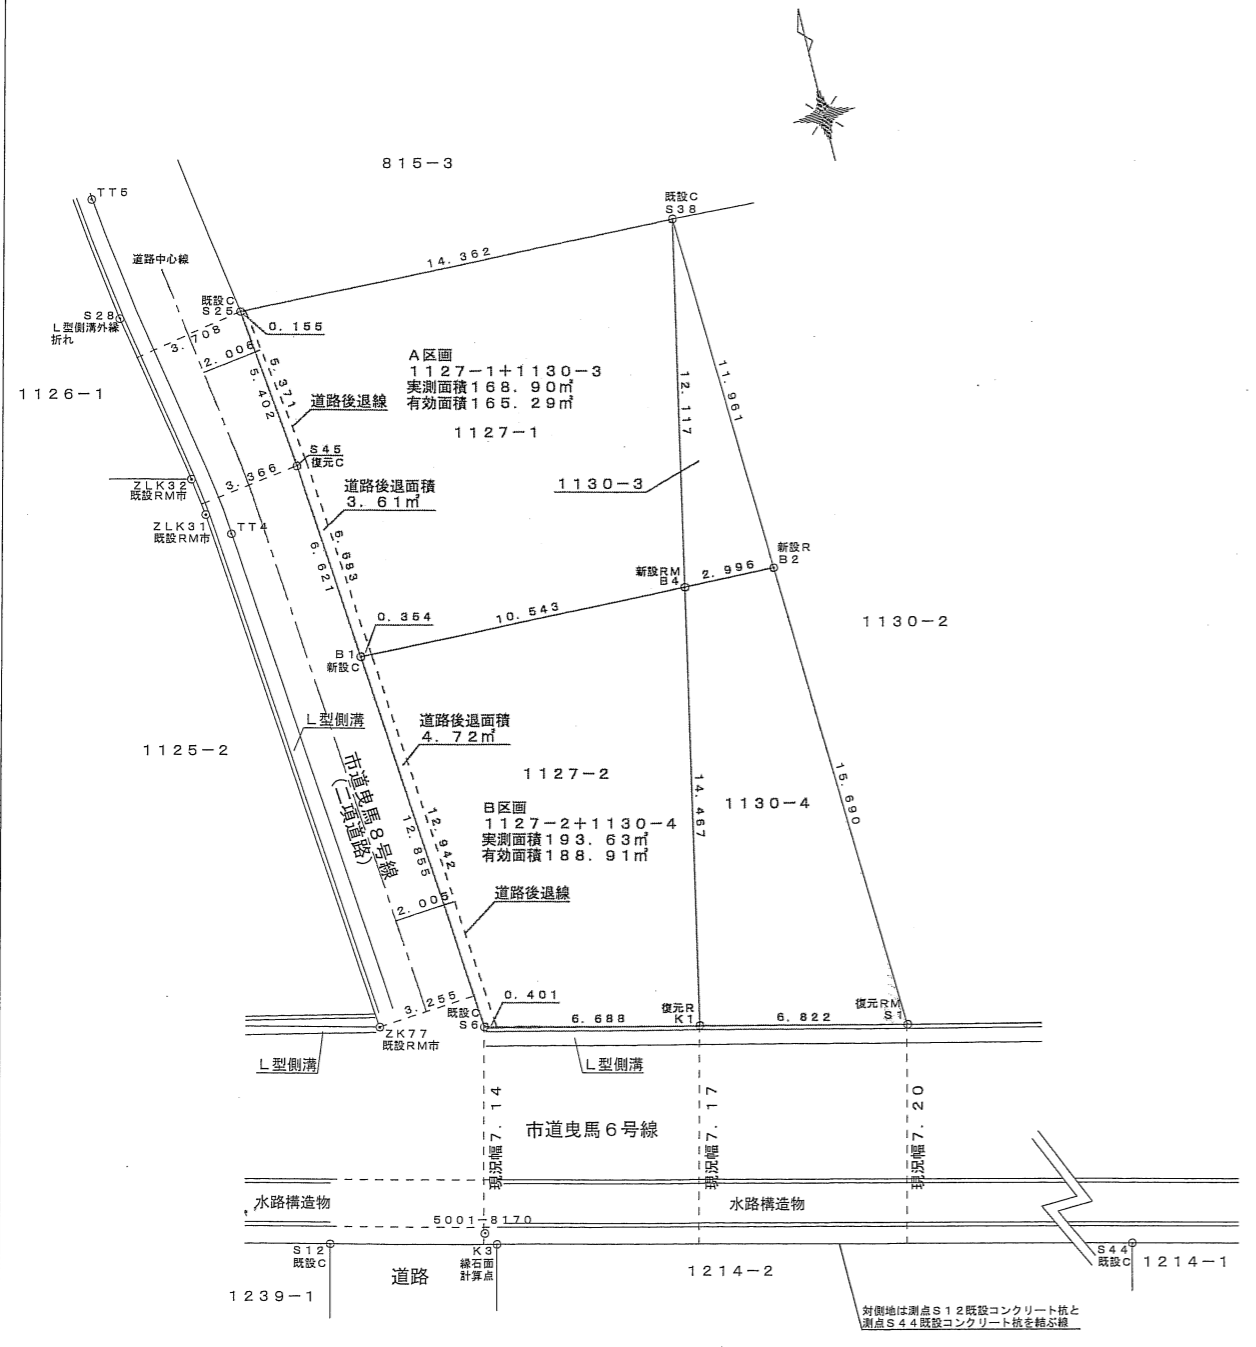 815-3
TT5
既設C
S38
道路中心線
14.362
既設C
S25
S28
L型側溝外縁
折れ
3.708
0.155
2.006
5.371
5.402
A区画
1127-1+1130-3
実測面積168.90㎡
有効面積165.29㎡
12.117
11.961
1126-1
道路後退線
1127-1
S45
復元C
3.366
ZLK32
既設RM市
道路後退面積
3.61㎡
1130-3
ZLK31
既設RM市
TT4
6.683
6.621
新設R
B2
新設RM
B4
2.996
10.543
0.354
1130-2
B1
新設C
L型側溝
道路後退面積
4.72㎡
1125-2
市道曳馬8号線
(二項道路)
1127-2
14.467
1130-4
15.690
B区画
1127-2+1130-4
実測面積193.63㎡
有効面積188.91㎡
12.942
12.855
道路後退線
2.005
3.255
既設C
S6
0.401
6.688
復元R
K1
6.822
復元RM
S1
ZK77
既設RM市
L型側溝
L型側溝
現況幅7.14
市道曳馬6号線
現況幅7.17
現況幅7.20
水路構造物
水路構造物
5001-8170
S12
既設C
道路
K3
縁石面
計算点
1214-2
S44
既設C
1214-1
1239-1
対側地は測点S12既設コンクリート杭と
測点S44既設コンクリート杭を結ぶ線